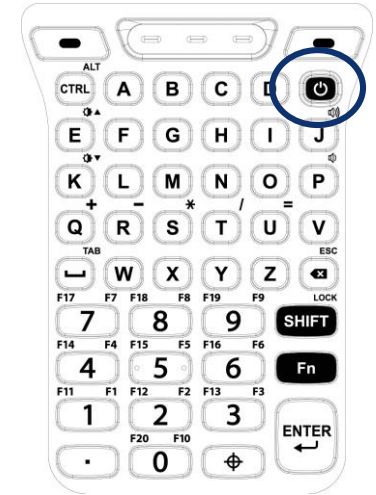 ALT
CTRL A B C D
E F G H I J
K L M N O P
+ - * / =
Q R S T U V
TAB ESC
W X Y Z
F17 F7 F18 F8 F19 F9 LOCK
7 8 9 SHIFT
F14 F4 F15 F5 F16 F6
4 5 6 Fn
F11 F1 F12 F2 F13 F3
1 2 3
ENTER
F20 F10
. 0